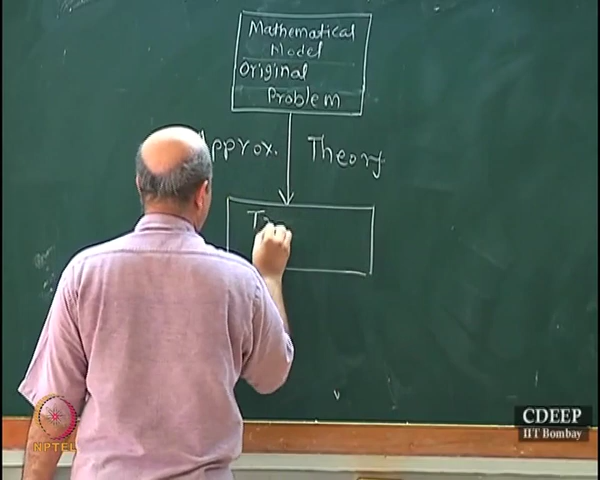 Mathematical
Model
Original
Problem
Approx. Theory
CDEEP
IIT Bombay
NPTEL